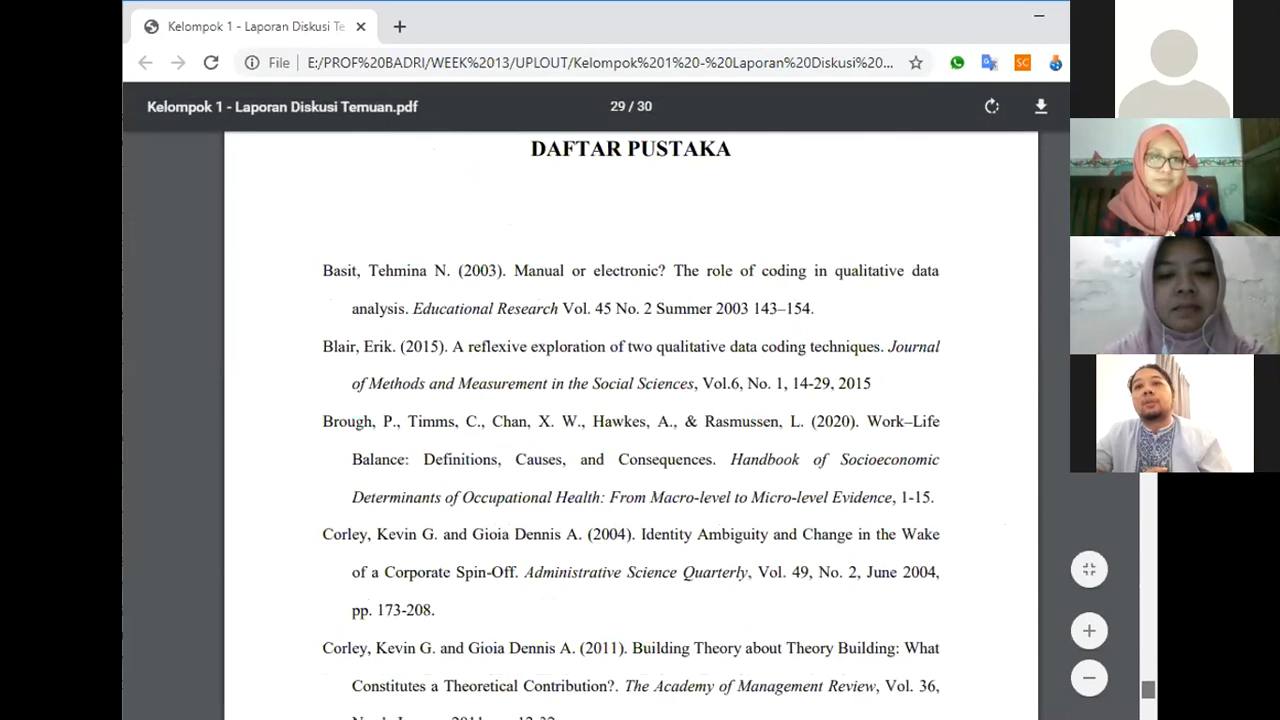 Kelompok 1 - Laporan Diskusi Te
File
E:/PROF%20BADRI/WEEK%2013/UPLOUT/Kelompok%201%20-%20Laporan%20Diskusi%20...
SC
Kelompok 1 - Laporan Diskusi Temuan.pdf
29 / 30
DAFTAR PUSTAKA
Basit, Tehmina N. (2003). Manual or electronic? The role of coding in qualitative data
analysis. Educational Research Vol. 45 No. 2 Summer 2003 143–154.
Blair, Erik. (2015). A reflexive exploration of two qualitative data coding techniques. Journal
of Methods and Measurement in the Social Sciences, Vol.6, No. 1, 14-29, 2015
Brough, P., Timms, C., Chan, X. W., Hawkes, A., & Rasmussen, L. (2020). Work–Life
Balance: Definitions, Causes, and Consequences. Handbook of Socioeconomic
Determinants of Occupational Health: From Macro-level to Micro-level Evidence, 1-15.
Corley, Kevin G. and Gioia Dennis A. (2004). Identity Ambiguity and Change in the Wake
of a Corporate Spin-Off. Administrative Science Quarterly, Vol. 49, No. 2, June 2004,
pp. 173-208.
Corley, Kevin G. and Gioia Dennis A. (2011). Building Theory about Theory Building: What
Constitutes a Theoretical Contribution?. The Academy of Management Review, Vol. 36,